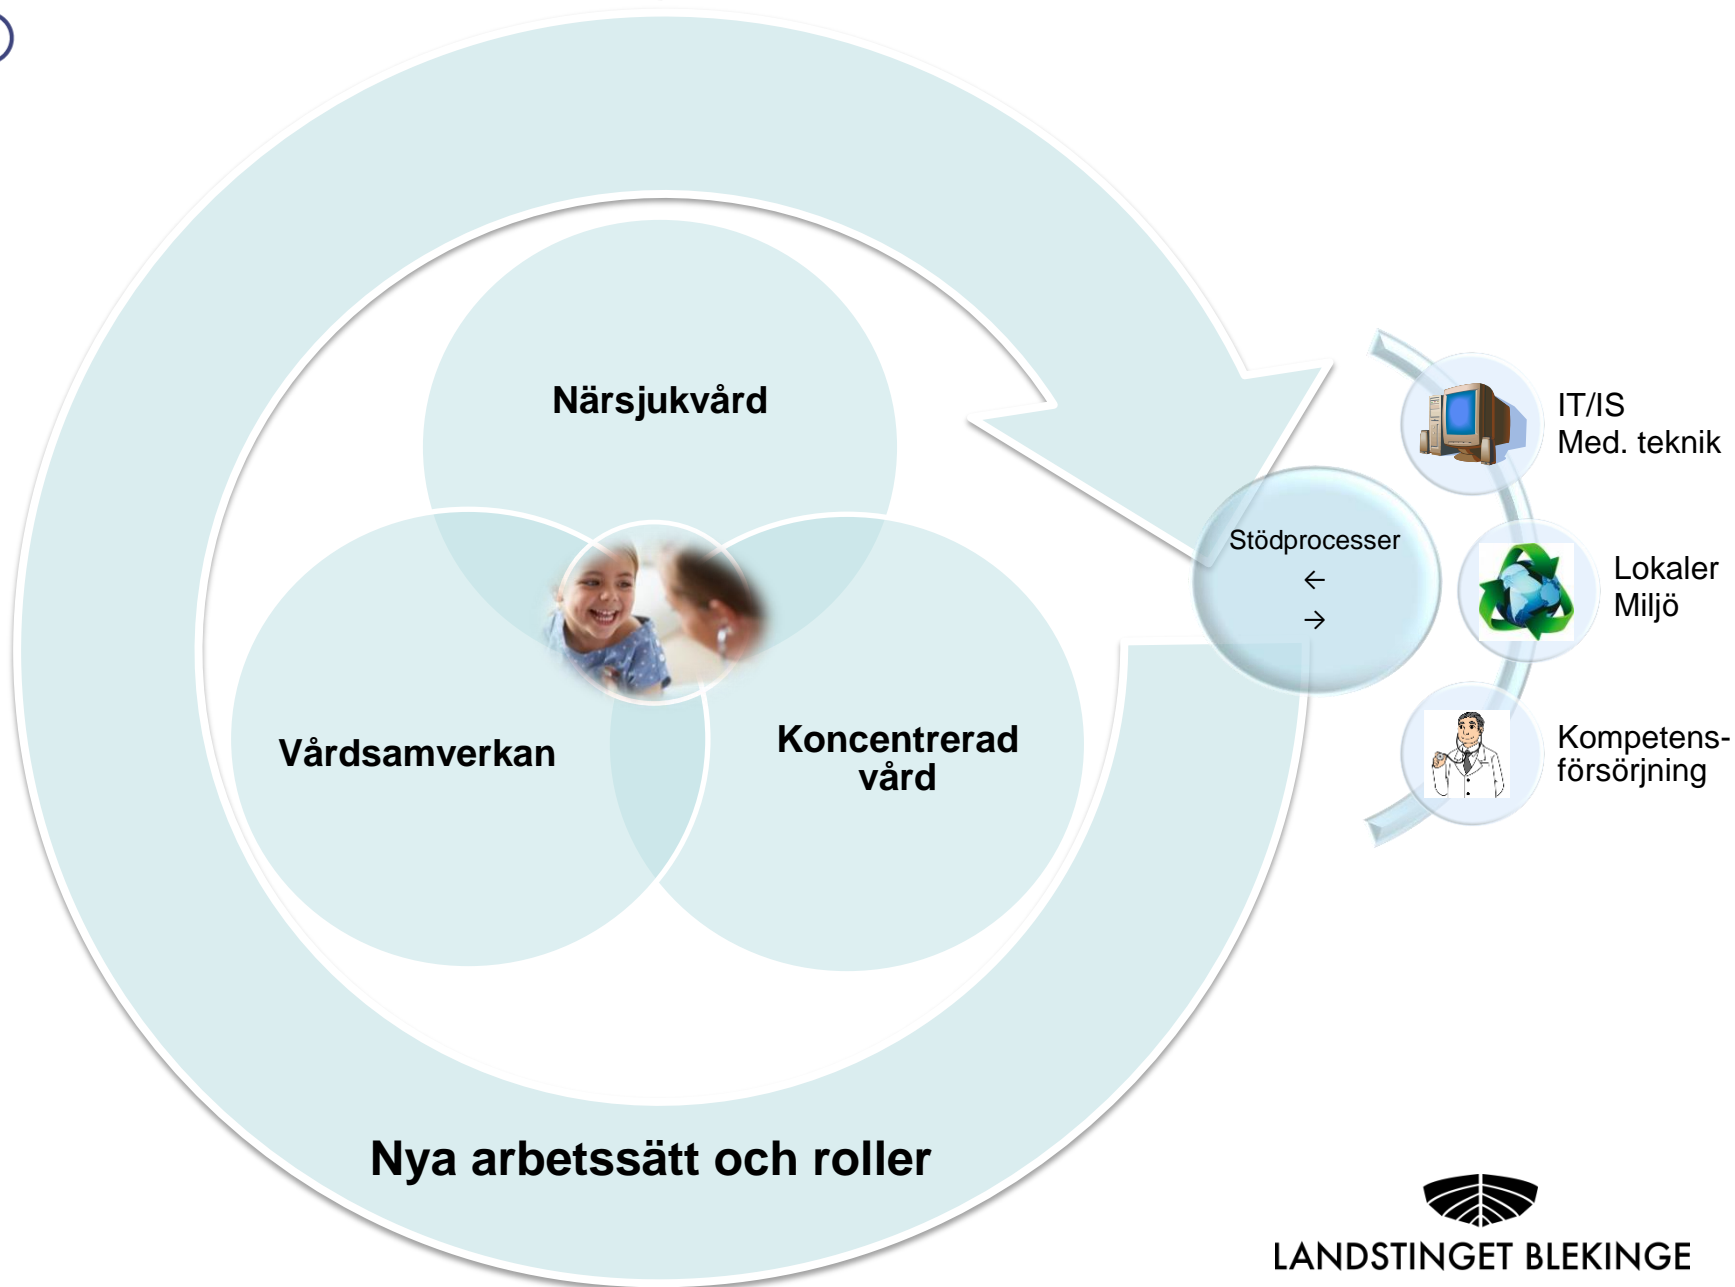 Närsjukvård
Vårdsamverkan
Koncentrerad
vård
Nya arbetssätt och roller
Stödprocesser
←
→
IT/IS
Med. teknik
Lokaler
Miljö
Kompetens-
försörjning
LANDSTINGET BLEKINGE